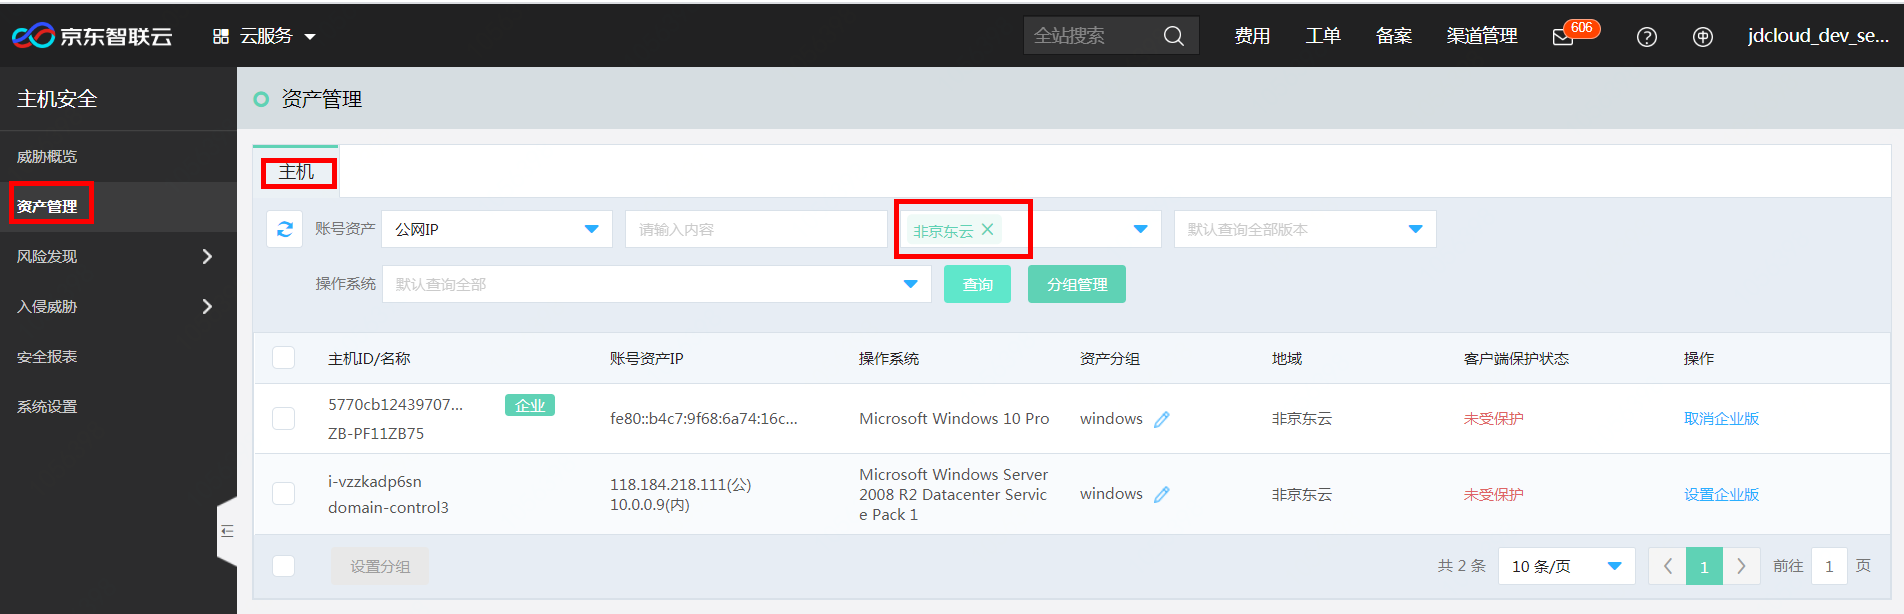 京东智联云
云服务
全站搜索
费用
工单
备案
渠道管理
606
jdcloud_dev_se...
主机安全
威胁概览
资产管理
风险发现
入侵威胁
安全报表
系统设置
资产管理
主机
账号资产
公网IP
请输入内容
非京东云
默认查询全部版本
操作系统
默认查询全部
查询
分组管理
主机ID/名称
账号资产IP
操作系统
资产分组
地域
客户端保护状态
操作
5770cb12439707...
企业
ZB-PF11ZB75
fe80::b4c7:9f68:6a74:16c...
Microsoft Windows 10 Pro
windows
非京东云
未受保护
取消企业版
i-vzzkadp6sn
domain-control3
118.184.218.111(公)
10.0.0.9(内)
Microsoft Windows Server
2008 R2 Datacenter Servic
e Pack 1
windows
非京东云
未受保护
设置企业版
设置分组
共 2 条
10 条/页
1
前往
1
页